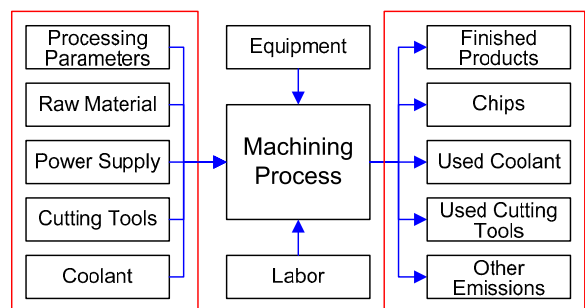 Processing
Parameters
Raw Material
Power Supply
Cutting Tools
Coolant
Equipment
Machining
Process
Labor
Finished
Products
Chips
Used Coolant
Used Cutting
Tools
Other
Emissions